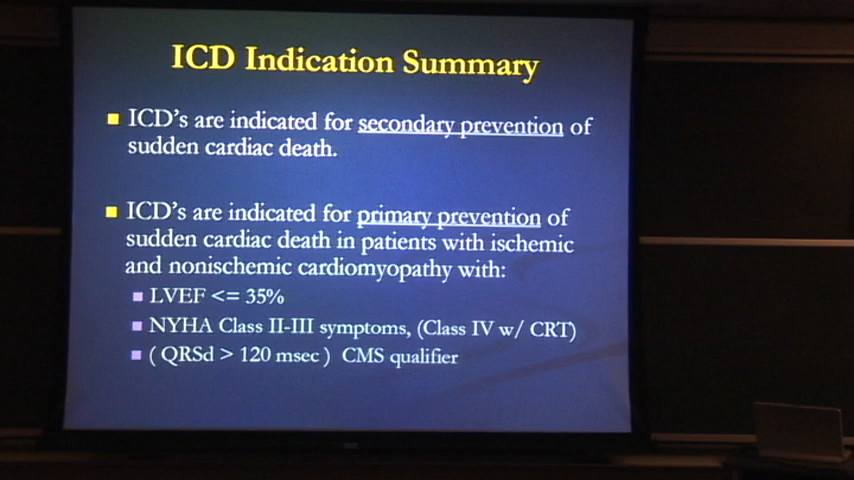 ICD Indication Summary
ICD's are indicated for secondary prevention of
sudden cardiac death.
ICD's are indicated for primary prevention of
sudden cardiac death in patients with ischemic
and nonischemic cardiomyopathy with:
LVEF <= 35%
NYHA Class II-III symptoms, (Class IV w/ CRT)
( QRSd > 120 msec ) CMS qualifier